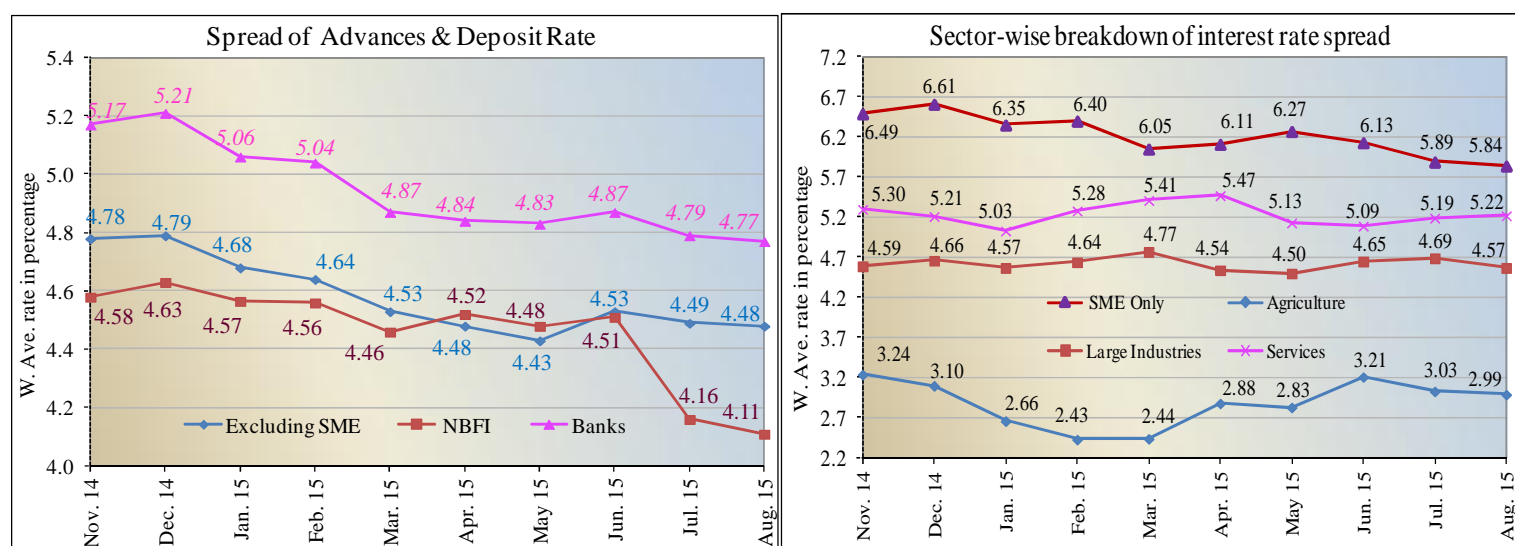 Spread of Advances & Deposit Rate
W. Ave. rate in percentage
5.4
5.2
5.0
4.8
4.6
4.4
4.2
4.0
5.17
5.21
5.06
5.04
4.87
4.84
4.83
4.87
4.79
4.77
4.78
4.79
4.68
4.64
4.53
4.48
4.43
4.53
4.49
4.48
4.58
4.63
4.57
4.56
4.46
4.52
4.48
4.51
4.16
4.11
Excluding SME
NBFI
Banks
Nov. 14
Dec. 14
Jan. 15
Feb. 15
Mar. 15
Apr. 15
May 15
Jun. 15
Jul. 15
Aug. 15
Sector-wise breakdown of interest rate spread
W. Ave. rate in percentage
7.2
6.7
6.2
5.7
5.2
4.7
4.2
3.7
3.2
2.7
2.2
6.49
6.61
6.35
6.40
6.05
6.11
6.27
6.13
5.89
5.84
5.30
5.21
5.03
5.28
5.41
5.47
5.13
5.09
5.19
5.22
4.59
4.66
4.57
4.64
4.77
4.54
4.50
4.65
4.69
4.57
SME Only
Agriculture
Large Industries
Services
3.24
3.10
2.66
2.43
2.44
2.88
2.83
3.21
3.03
2.99
Nov. 14
Dec. 14
Jan. 15
Feb. 15
Mar. 15
Apr. 15
May 15
Jun. 15
Jul. 15
Aug. 15